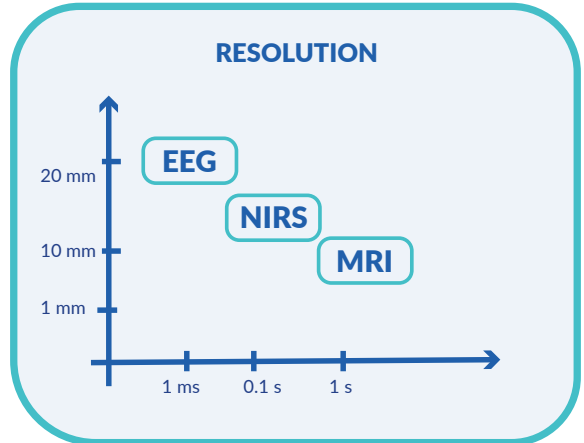 RESOLUTION
20 mm
EEG
NIRS
10 mm
MRI
1 mm
1 ms
0.1 s
1 s